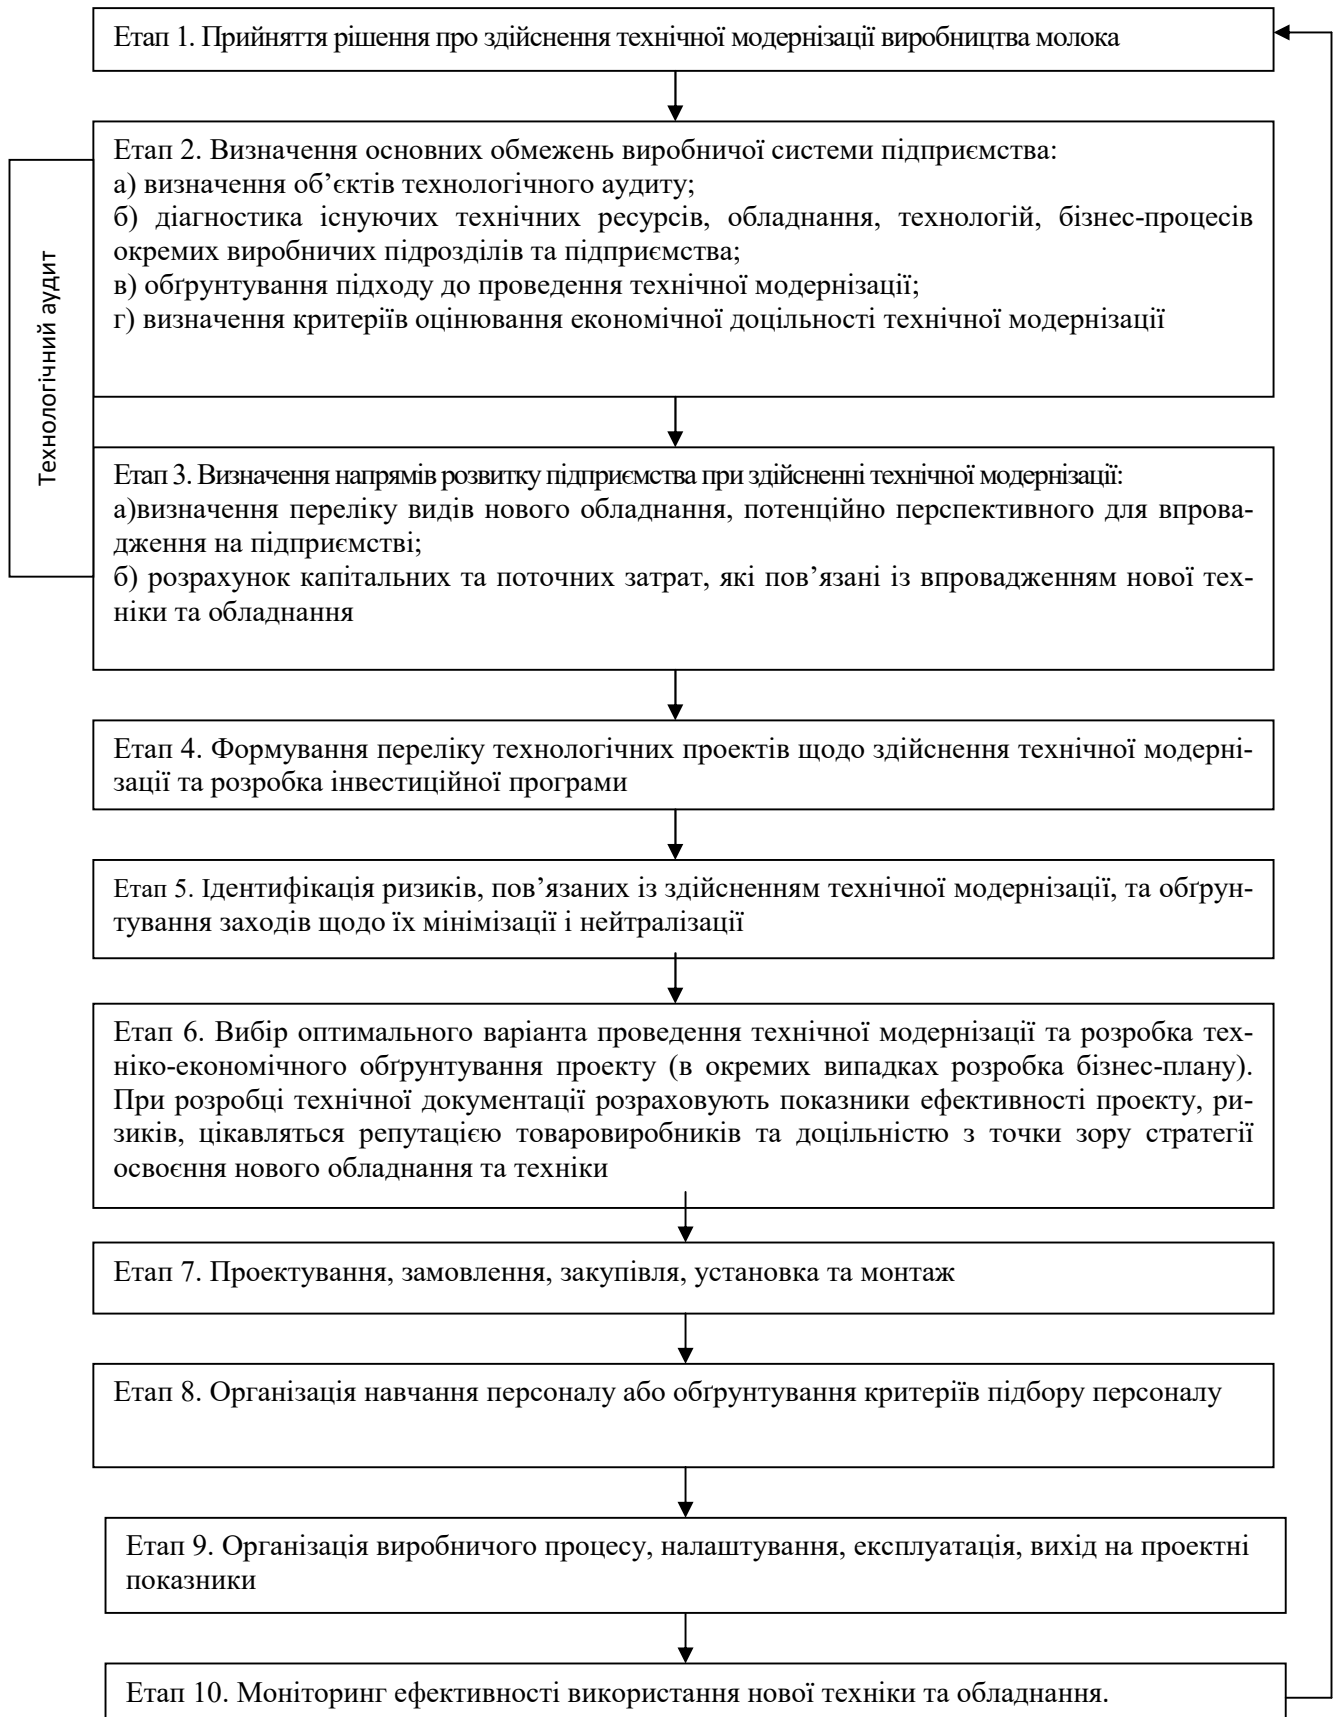 Етап 1. Прийняття рішення про здійснення технічної модернізації виробництва молока
Технологічний аудит
Етап 2. Визначення основних обмежень виробничої системи підприємства:
а) визначення об’єктів технологічного аудиту;
б) діагностика існуючих технічних ресурсів, обладнання, технологій, бізнес-процесів
окремих виробничих підрозділів та підприємства;
в) обґрунтування підходу до проведення технічної модернізації;
г) визначення критеріїв оцінювання економічної доцільності технічної модернізації
Етап 3. Визначення напрямів розвитку підприємства при здійсненні технічної модернізації:
а)визначення переліку видів нового обладнання, потенційно перспективного для впрова-
дження на підприємстві;
б) розрахунок капітальних та поточних затрат, які пов’язані із впровадженням нової тех-
ніки та обладнання
Етап 4. Формування переліку технологічних проектів щодо здійснення технічної модерні-
зації та розробка інвестиційної програми
Етап 5. Ідентифікація ризиків, пов’язаних із здійсненням технічної модернізації, та обґрун-
тування заходів щодо їх мінімізації і нейтралізації
Етап 6. Вибір оптимального варіанта проведення технічної модернізації та розробка тех-
ніко-економічного обґрунтування проекту (в окремих випадках розробка бізнес-плану).
При розробці технічної документації розраховують показники ефективності проекту, ри-
зиків, цікавляться репутацією товаровиробників та доцільністю з точки зору стратегії
освоєння нового обладнання та техніки
Етап 7. Проектування, замовлення, закупівля, установка та монтаж
Етап 8. Організація навчання персоналу або обґрунтування критеріїв підбору персоналу
Етап 9. Організація виробничого процесу, налаштування, експлуатація, вихід на проектні
показники
Етап 10. Моніторинг ефективності використання нової техніки та обладнання.